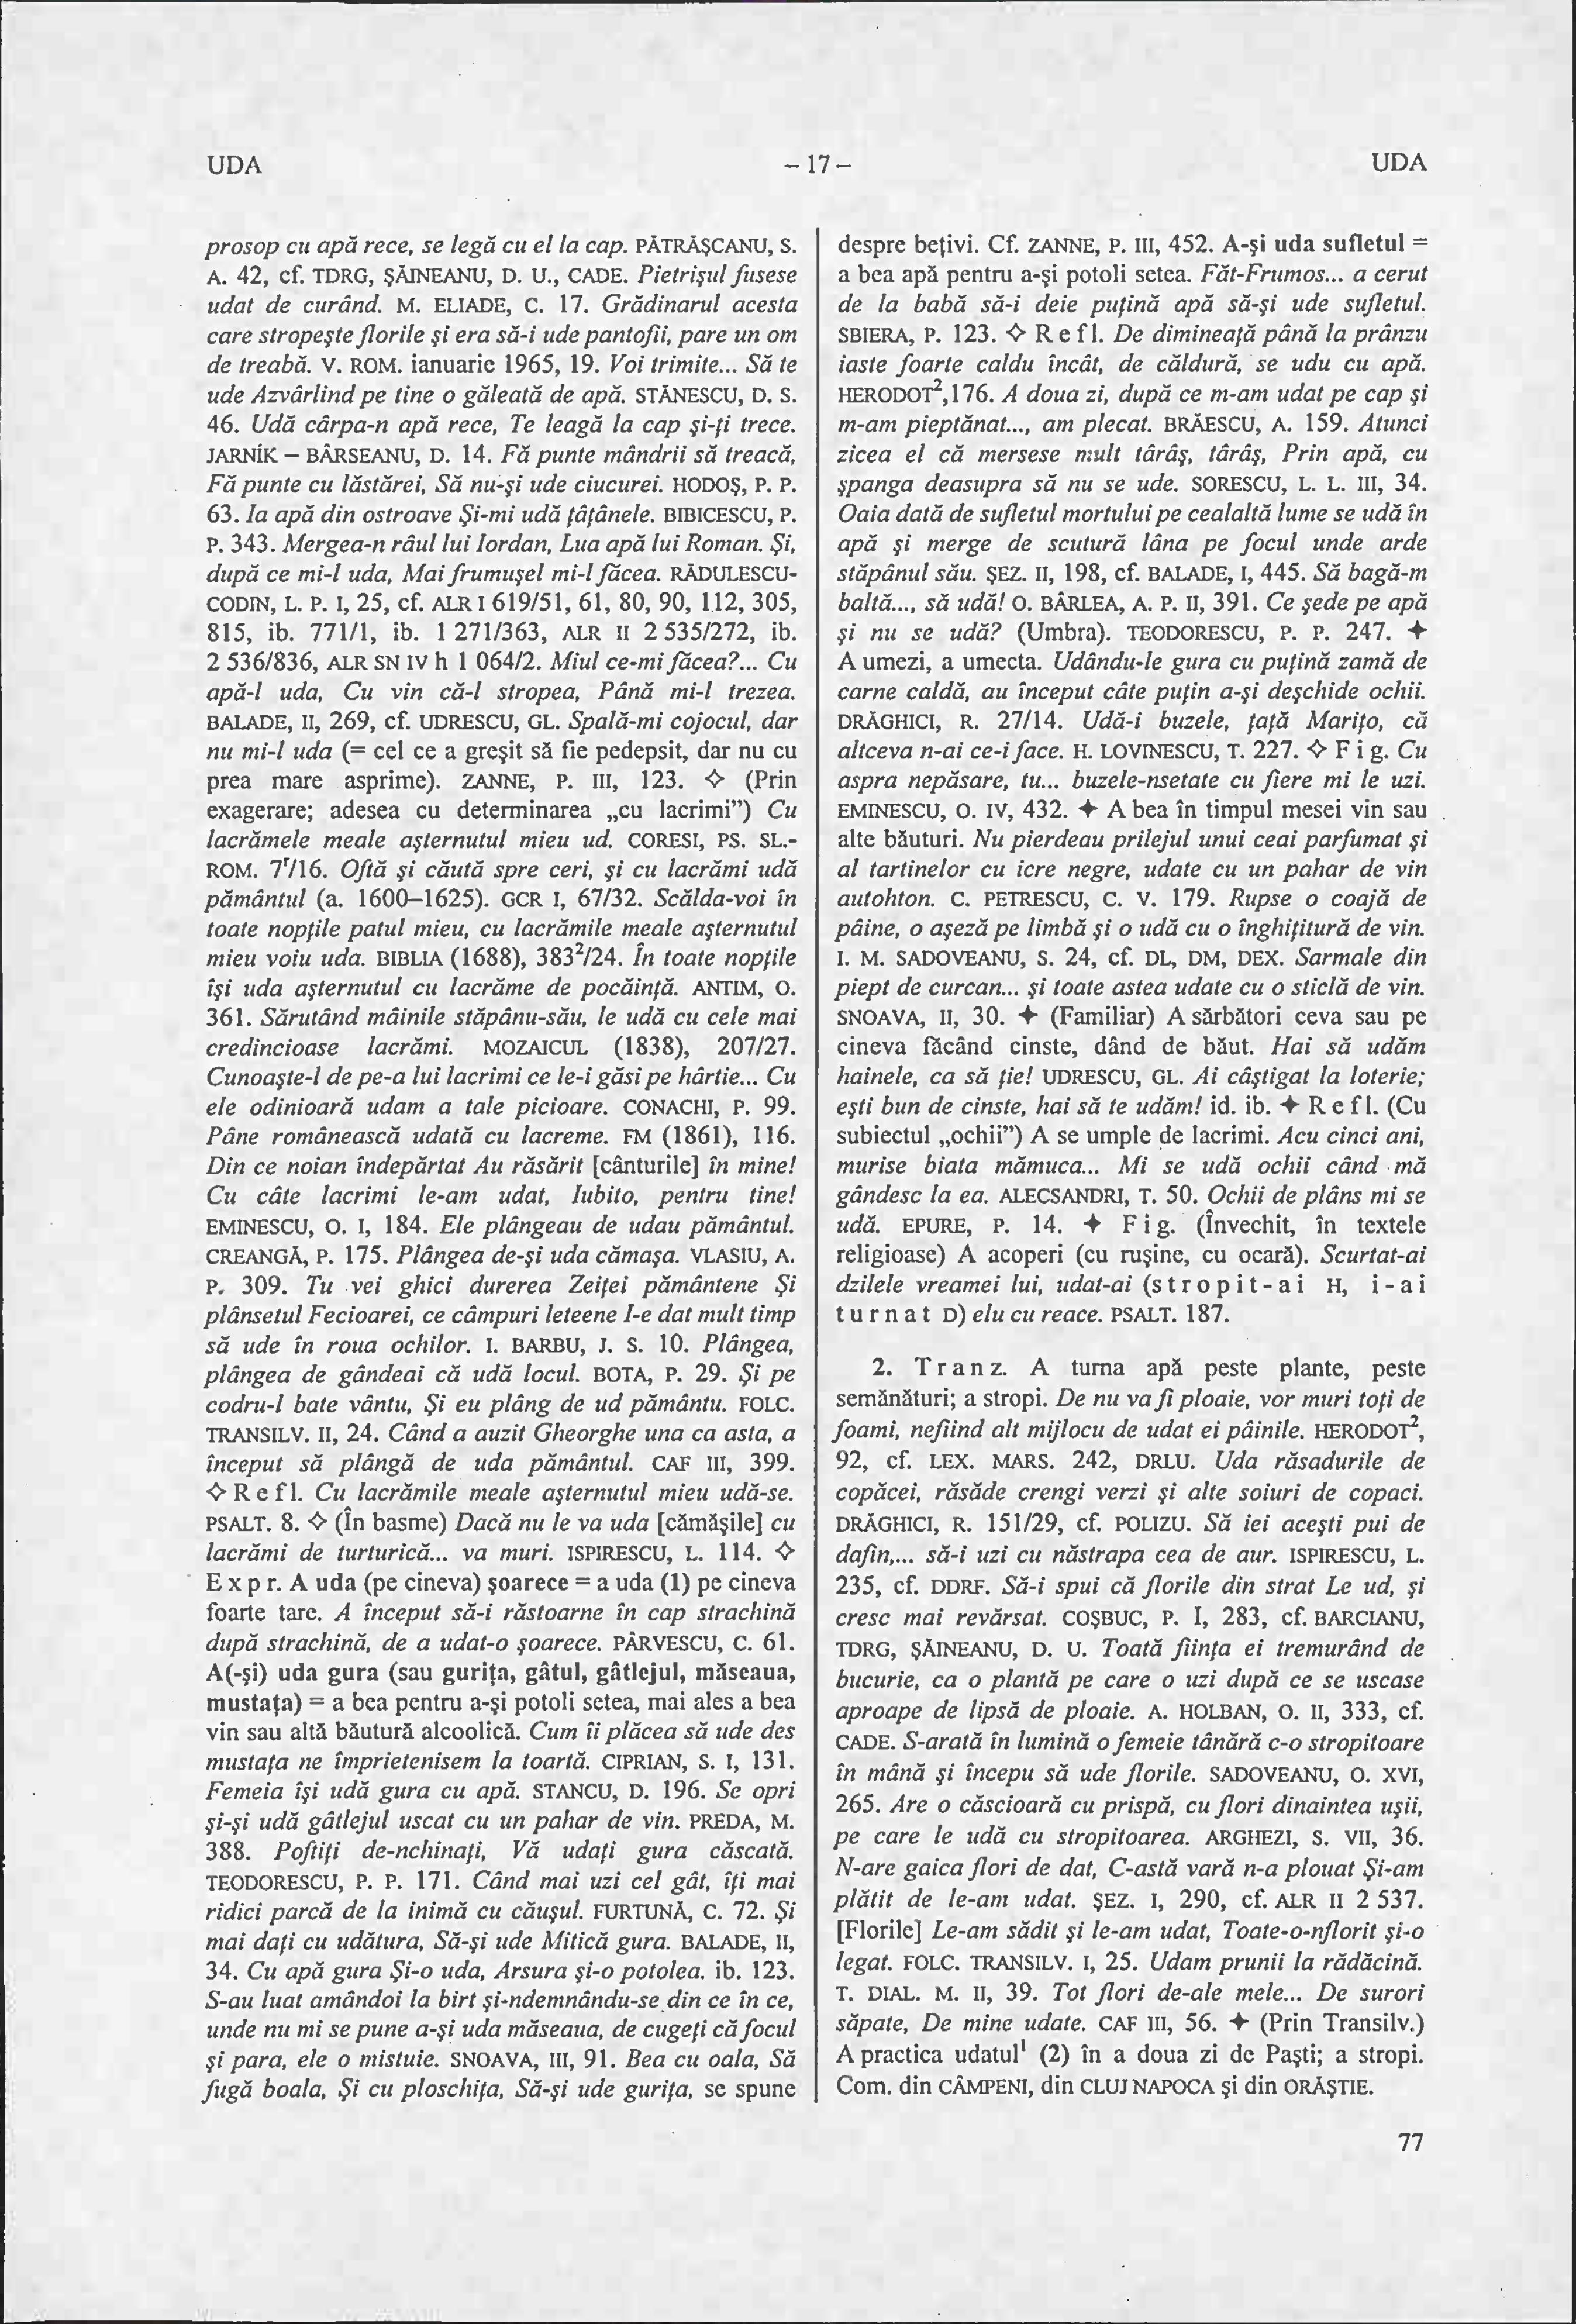 UDA
– 17 –
UDA
prosop cu apă rece, se legă cu el la cap. PĂTRĂŞCANU, S.
A. 42, cf. TDRG, ŞĂINEANU, D. U., CADE. Pietrişul fusese
udat de curând. M. ELIADE, C. 17. Grădinarul acesta
care stropeşte florile şi era să-i ude pantofii, pare un om
de treabă. V. ROM. ianuarie 1965, 19. Voi trimite... Să te
ude Azvârlind pe tine o găleată de apă. STĂNESCU, D. S.
46. Udă cârpa-n apă rece, Te leagă la cap şi-ţi trece.
JARNÍK – BÂRSEANU, D. 14. Fă punte mândrii să treacă,
Fă punte cu lăstărei, Să nu-şi ude ciucurei. HODOŞ, P. P.
63. Ia apă din ostroave Şi-mi udă ţâţânele. BIBICESCU, P.
P. 343. Mergea-n râul lui Iordan, Lua apă lui Roman. Şi,
după ce mi-l uda, Mai frumuşel mi-l făcea. RĂDULESCU-
CODIN, L. P. I, 25, cf. ALR I 619/51, 61, 80, 90, 112, 305,
815, ib. 771/1, ib. 1 271/363, ALR II 2 535/272, ib.
2 536/836, ALR SN IV h 1 064/2. Miul ce-mi făcea?... Cu
apă-l uda, Cu vin că-l stropea, Până mi-l trezea.
BALADE, II, 269, cf. UDRESCU, GL. Spală-mi cojocul, dar
nu mi-l uda (= cel ce a greşit să fie pedepsit, dar nu cu
prea mare asprime). ZANNE, P. III, 123. ✧ (Prin
exagerare; adesea cu determinarea „cu lacrimi”) Cu
lacrămele meale aşternutul mieu ud. CORESI, PS. SL.-
ROM. 7ʳ/16. Oftă şi căută spre ceri, şi cu lacrămi udă
pământul (a. 1600–1625). GCR I, 67/32. Scălda-voi în
toate nopţile patul mieu, cu lacrămile meale aşternutul
mieu voiu uda. BIBLIA (1688), 383²/24. În toate nopţile
îşi uda aşternutul cu lacrăme de pocăinţă. ANTIM, O.
361. Sărutând mâinile stăpânu-său, le udă cu cele mai
credincioase lacrămi. MOZAICUL (1838), 207/27.
Cunoaşte-l de pe-a lui lacrimi ce le-i găsi pe hârtie... Cu
ele odinioară udam a tale picioare. CONACHI, P. 99.
Pâne românească udată cu lacreme. FM (1861), 116.
Din ce noian îndepărtat Au răsărit [cânturile] în mine!
Cu câte lacrimi le-am udat, Iubito, pentru tine!
EMINESCU, O. I, 184. Ele plângeau de udau pământul.
CREANGĂ, P. 175. Plângea de-şi uda cămaşa. VLASIU, A.
P. 309. Tu vei ghici durerea Zeiţei pământene Şi
plânsetul Fecioarei, ce câmpuri leteene I-e dat mult timp
să ude în roua ochilor. I. BARBU, J. S. 10. Plângea,
plângea de gândeai că udă locul. BOTA, P. 29. Şi pe
codru-l bate vântu, Şi eu plâng de ud pământu. FOLC.
TRANSILV. II, 24. Când a auzit Gheorghe una ca asta, a
început să plângă de uda pământul. CAF III, 399.
✧ R e f l. Cu lacrămile meale aşternutul mieu udă-se.
PSALT. 8. ✧ (În basme) Dacă nu le va uda [cămăşile] cu
lacrămi de turturică... va muri. ISPIRESCU, L. 114. ✧
E x p r. A uda (pe cineva) şoarece = a uda (1) pe cineva
foarte tare. A început să-i răstoarne în cap strachină
după strachină, de a udat-o şoarece. PÂRVESCU, C. 61.
A(-şi) uda gura (sau guriţa, gâtul, gâtlejul, măseaua,
mustaţa) = a bea pentru a-şi potoli setea, mai ales a bea
vin sau altă băutură alcoolică. Cum îi plăcea să ude des
mustaţa ne împrietenisem la toartă. CIPRIAN, S. I, 131.
Femeia îşi udă gura cu apă. STANCU, D. 196. Se opri
şi-şi udă gâtlejul uscat cu un pahar de vin. PREDA, M.
388. Poftiţi de-nchinaţi, Vă udaţi gura căscată.
TEODORESCU, P. P. 171. Când mai uzi cel gât, îţi mai
ridici parcă de la inimă cu căuşul. FURTUNĂ, C. 72. Şi
mai daţi cu udătura, Să-şi ude Mitică gura. BALADE, II,
34. Cu apă gura Şi-o uda, Arsura şi-o potolea. ib. 123.
S-au luat amândoi la birt şi-ndemnându-se din ce în ce,
unde nu mi se pune a-şi uda măseaua, de cugeţi că focul
şi para, ele o mistuie. SNOAVA, III, 91. Bea cu oala, Să
fugă boala, Şi cu ploschiţa, Să-şi ude guriţa, se spune
despre beţivi. Cf. ZANNE, P. III, 452. A-şi uda sufletul =
a bea apă pentru a-şi potoli setea. Făt-Frumos... a cerut
de la babă să-i deie puţină apă să-şi ude sufletul.
SBIERA, P. 123. ✧ R e f l. De dimineaţă până la prânzu
iaste foarte caldu încât, de căldură, se udu cu apă.
HERODOT², 176. A doua zi, după ce m-am udat pe cap şi
m-am pieptănat..., am plecat. BRĂESCU, A. 159. Atunci
zicea el că mersese mult târâş, târâş, Prin apă, cu
şpanga deasupra să nu se ude. SORESCU, L. L. III, 34.
Oaia dată de sufletul mortului pe cealaltă lume se udă în
apă şi merge de scutură lâna pe focul unde arde
stăpânul său. ŞEZ. II, 198, cf. BALADE, I, 445. Să bagă-m
baltă..., să udă! O. BÂRLEA, A. P. II, 391. Ce şede pe apă
şi nu se udă? (Umbra). TEODORESCU, P. P. 247. ✦
A umezi, a umecta. Udându-le gura cu puţină zamă de
carne caldă, au început câte puţin a-şi deşchide ochii.
DRĂGHICI, R. 27/14. Udă-i buzele, ţaţă Mariţo, că
altceva n-ai ce-i face. H. LOVINESCU, T. 227. ✧ F i g. Cu
aspra nepăsare, tu... buzele-nsetate cu fiere mi le uzi.
EMINESCU, O. IV, 432. ✦ A bea în timpul mesei vin sau
alte băuturi. Nu pierdeau prilejul unui ceai parfumat şi
al tartinelor cu icre negre, udate cu un pahar de vin
autohton. C. PETRESCU, C. V. 179. Rupse o coajă de
pâine, o aşeză pe limbă şi o udă cu o înghiţitură de vin.
I. M. SADOVEANU, S. 24, cf. DL, DM, DEX. Sarmale din
piept de curcan... şi toate astea udate cu o sticlă de vin.
SNOAVA, II, 30. ✦ (Familiar) A sărbători ceva sau pe
cineva făcând cinste, dând de băut. Hai să udăm
hainele, ca să ţie! UDRESCU, GL. Ai câştigat la loterie;
eşti bun de cinste, hai să te udăm! id. ib. ✦ R e f l. (Cu
subiectul „ochii”) A se umple de lacrimi. Acu cinci ani,
murise biata mămuca... Mi se udă ochii când mă
gândesc la ea. ALECSANDRI, T. 50. Ochii de plâns mi se
udă. EPURE, P. 14. ✦ F i g. (Învechit, în textele
religioase) A acoperi (cu ruşine, cu ocară). Scurtat-ai
dzilele vreamei lui, udat-ai (s t r o p i t - a i H, i - a i
t u r n a t D) elu cu reace. PSALT. 187.
2. T r a n z. A turna apă peste plante, peste
semănături; a stropi. De nu va fi ploaie, vor muri toţi de
foami, nefiind alt mijlocu de udat ei pâinile. HERODOT²,
92, cf. LEX. MARS. 242, DRLU. Uda răsadurile de
copăcei, răsăde crengi verzi şi alte soiuri de copaci.
DRĂGHICI, R. 151/29, cf. POLIZU. Să iei aceşti pui de
dafin,... să-i uzi cu năstrapa cea de aur. ISPIRESCU, L.
235, cf. DDRF. Să-i spui că florile din strat Le ud, şi
cresc mai revărsat. COŞBUC, P. I, 283, cf. BARCIANU,
TDRG, ŞĂINEANU, D. U. Toată fiinţa ei tremurând de
bucurie, ca o plantă pe care o uzi după ce se uscase
aproape de lipsă de ploaie. A. HOLBAN, O. II, 333, cf.
CADE. S-arată în lumină o femeie tânără c-o stropitoare
în mână şi începu să ude florile. SADOVEANU, O. XVI,
265. Are o căscioară cu prispă, cu flori dinaintea uşii,
pe care le udă cu stropitoarea. ARGHEZI, S. VII, 36.
N-are gaica flori de dat, C-astă vară n-a plouat Şi-am
plătit de le-am udat. ŞEZ. I, 290, cf. ALR II 2 537.
[Florile] Le-am sădit şi le-am udat, Toate-o-nflorit şi-o
legat. FOLC. TRANSILV. I, 25. Udam prunii la rădăcină.
T. DIAL. M. II, 39. Tot flori de-ale mele... De surori
săpate, De mine udate. CAF III, 56. ✦ (Prin Transilv.)
A practica udatul¹ (2) în a doua zi de Paşti; a stropi.
Com. din CÂMPENI, din CLUJ NAPOCA şi din ORĂŞTIE.
77